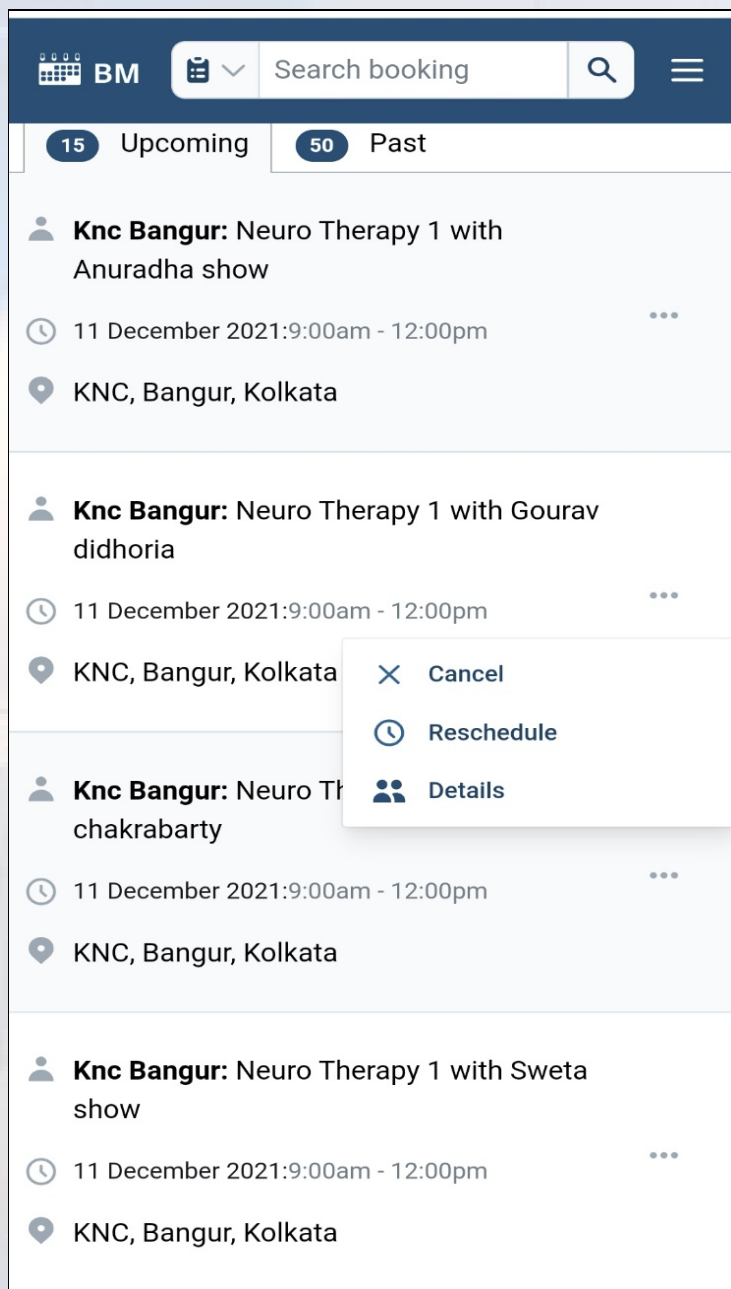 BM
Search booking
15 Upcoming
50 Past
Knc Bangur: Neuro Therapy 1 with
Anuradha show
11 December 2021:9:00am - 12:00pm
KNC, Bangur, Kolkata
Knc Bangur: Neuro Therapy 1 with Gourav
didhoria
11 December 2021:9:00am - 12:00pm
KNC, Bangur, Kolkata
Cancel
Reschedule
Details
Knc Bangur: Neuro
chakrabarty
11 December 2021:9:00am - 12:00pm
KNC, Bangur, Kolkata
Knc Bangur: Neuro Therapy 1 with Sweta
show
11 December 2021:9:00am - 12:00pm
KNC, Bangur, Kolkata